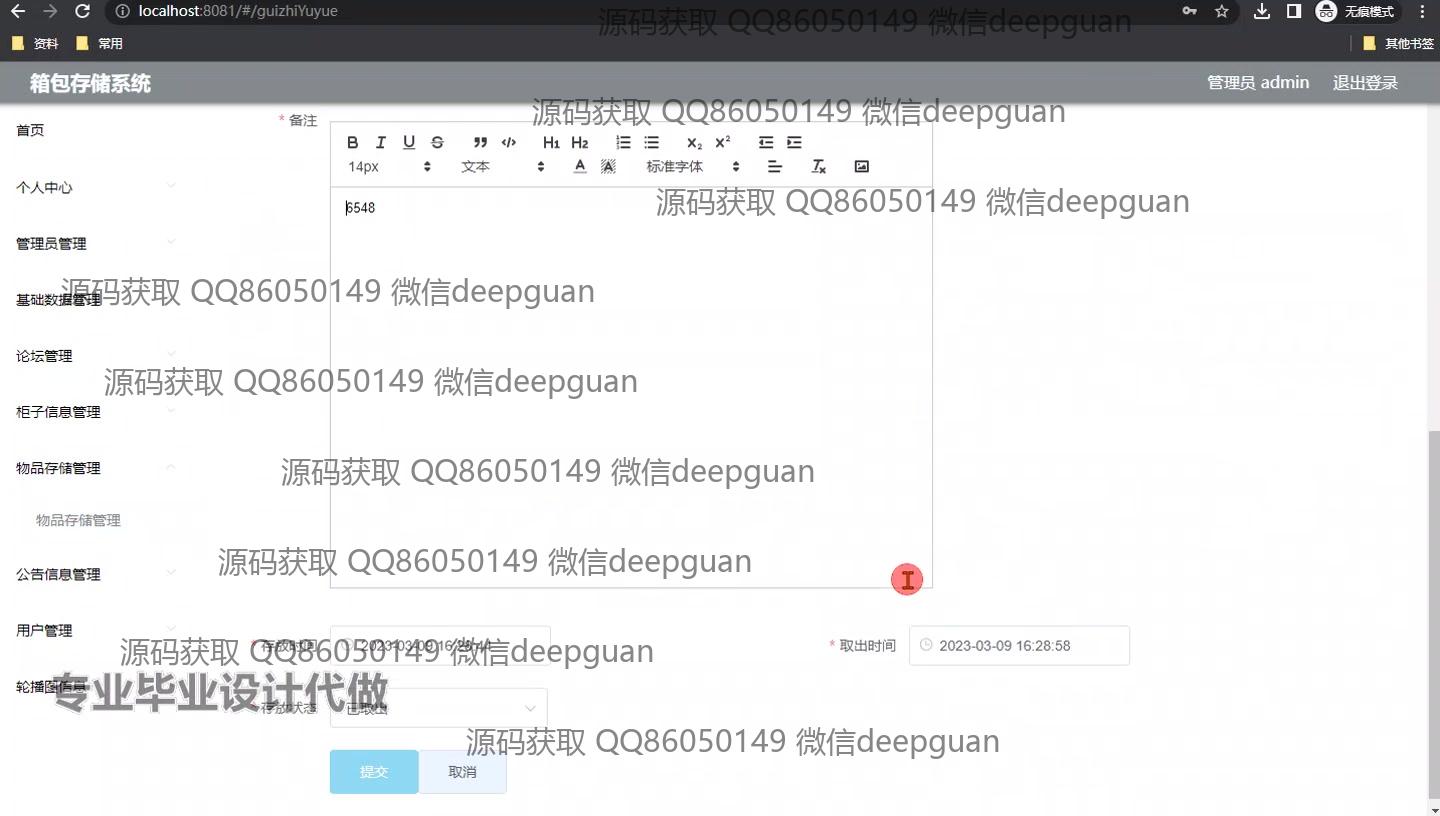 localhost:8081/#/guizhiYuyue
无痕模式
源码获取 QQ86050149 微信deepguan
资料
常用
其他书签
箱包存储系统
管理员 admin
退出登录
源码获取 QQ86050149 微信deepguan
首页
* 备注
B I U S ” </> H1 H2 X₂ X²
14px
文本
A
A
标准字体
Tx
个人中心
6548
源码获取 QQ86050149 微信deepguan
管理员管理
源码获取 QQ86050149 微信deepguan
基础数据管理
论坛管理
源码获取 QQ86050149 微信deepguan
柜子信息管理
物品存储管理
源码获取 QQ86050149 微信deepguan
物品存储管理
公告信息管理
源码获取 QQ86050149 微信deepguan
用户管理
* 存放时间
2023-03-09 16:28:44
* 取出时间
2023-03-09 16:28:58
源码获取 QQ86050149 微信deepguan
轮播图信息
专业毕业设计代做
* 存放状态
已取出
源码获取 QQ86050149 微信deepguan
提交
取消